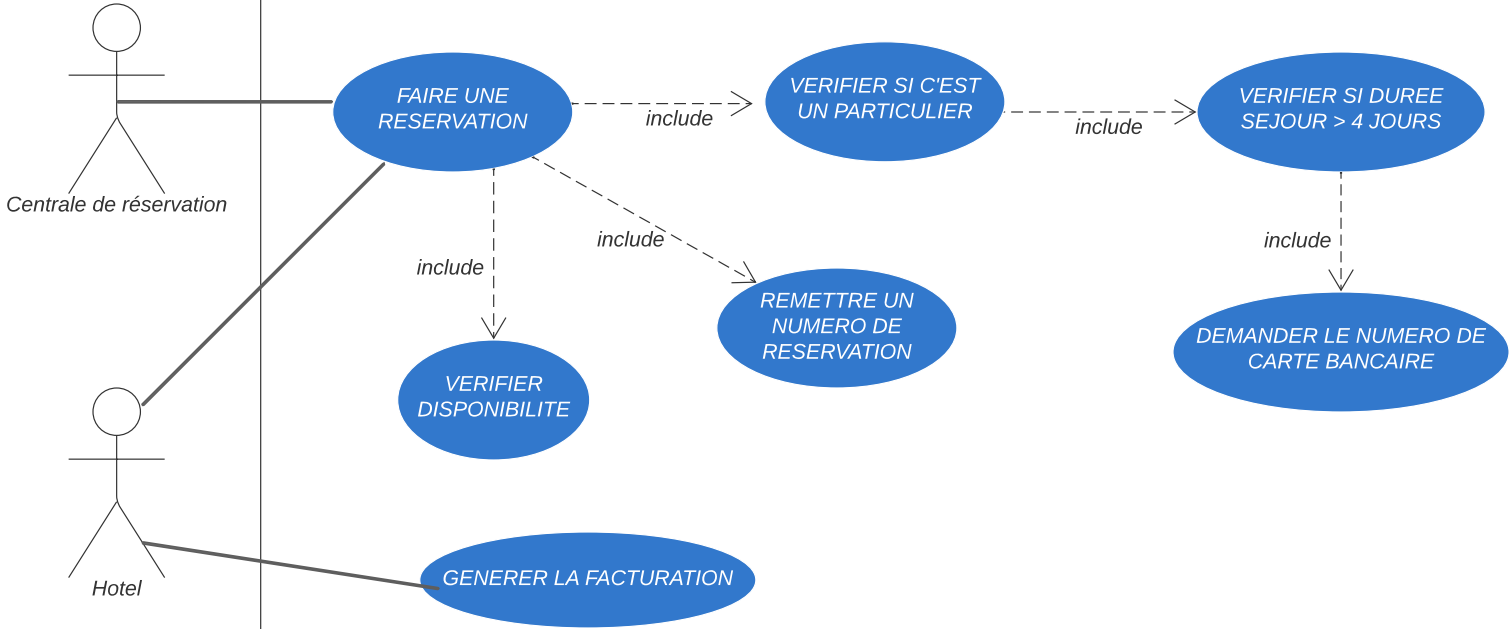 FAIRE UNE
RESERVATION
include
VERIFIER SI C'EST
UN PARTICULIER
include
VERIFIER SI DUREE
SEJOUR > 4 JOURS
Centrale de réservation
include
include
include
REMETTRE UN
NUMERO DE
RESERVATION
DEMANDER LE NUMERO DE
CARTE BANCAIRE
VERIFIER
DISPONIBILITE
Hotel
GENERER LA FACTURATION